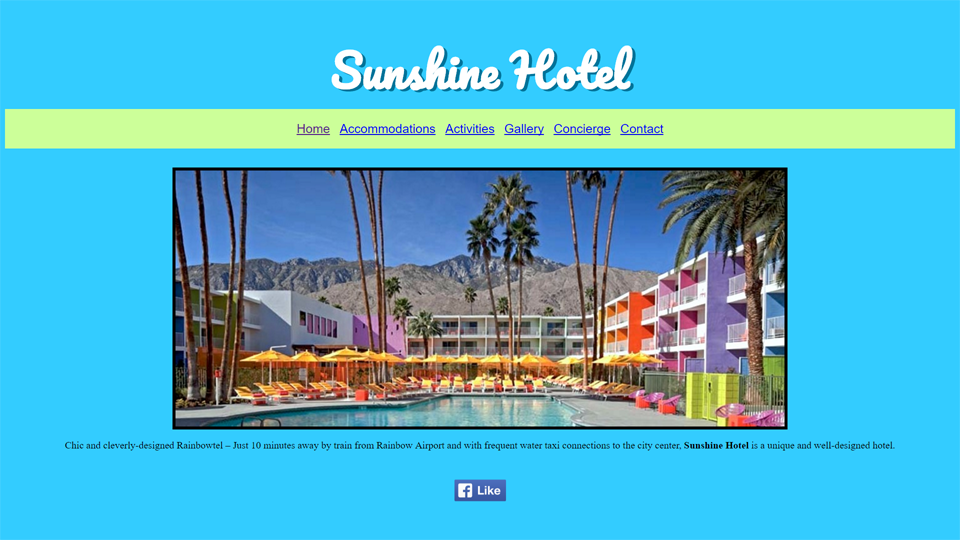 Sunshine Hotel
Home Accommodations Activities Gallery Concierge Contact
Chic and cleverly-designed Rainbowtel – Just 10 minutes away by train from Rainbow Airport and with frequent water taxi connections to the city center, Sunshine Hotel is a unique and well-designed hotel.
f Like